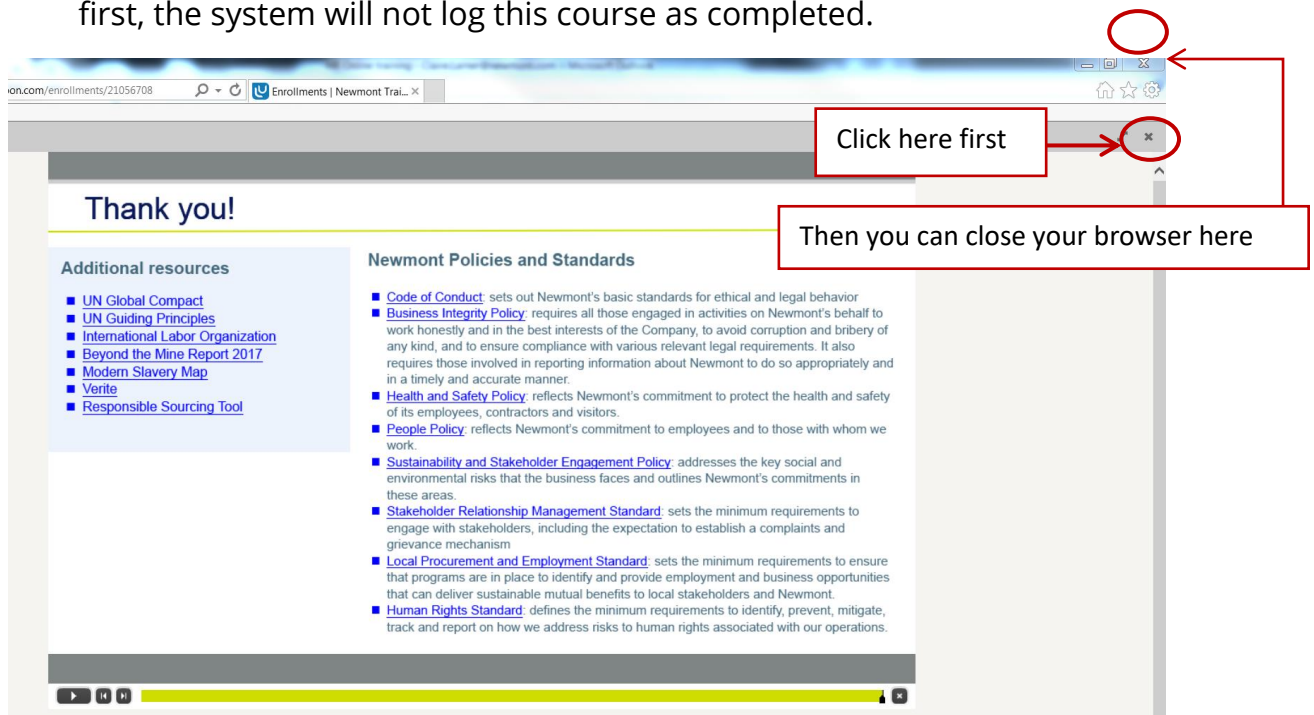 first, the system will not log this course as completed.
on.com/enrollments/21056708
Enrollments | Newmont Trai...
Click here first
Then you can close your browser here
Thank you!
Additional resources
UN Global Compact
UN Guiding Principles
International Labor Organization
Beyond the Mine Report 2017
Modern Slavery Map
Verite
Responsible Sourcing Tool
Newmont Policies and Standards
Code of Conduct: sets out Newmont's basic standards for ethical and legal behavior
Business Integrity Policy: requires all those engaged in activities on Newmont's behalf to
work honestly and in the best interests of the Company, to avoid corruption and bribery of
any kind, and to ensure compliance with various relevant legal requirements. It also
requires those involved in reporting information about Newmont to do so appropriately and
in a timely and accurate manner.
Health and Safety Policy: reflects Newmont's commitment to protect the health and safety
of its employees, contractors and visitors.
People Policy: reflects Newmont's commitment to employees and to those with whom we
work.
Sustainability and Stakeholder Engagement Policy: addresses the key social and
environmental risks that the business faces and outlines Newmont's commitments in
these areas.
Stakeholder Relationship Management Standard: sets the minimum requirements to
engage with stakeholders, including the expectation to establish a complaints and
grievance mechanism
Local Procurement and Employment Standard: sets the minimum requirements to ensure
that programs are in place to identify and provide employment and business opportunities
that can deliver sustainable mutual benefits to local stakeholders and Newmont.
Human Rights Standard: defines the minimum requirements to identify, prevent, mitigate,
track and report on how we address risks to human rights associated with our operations.